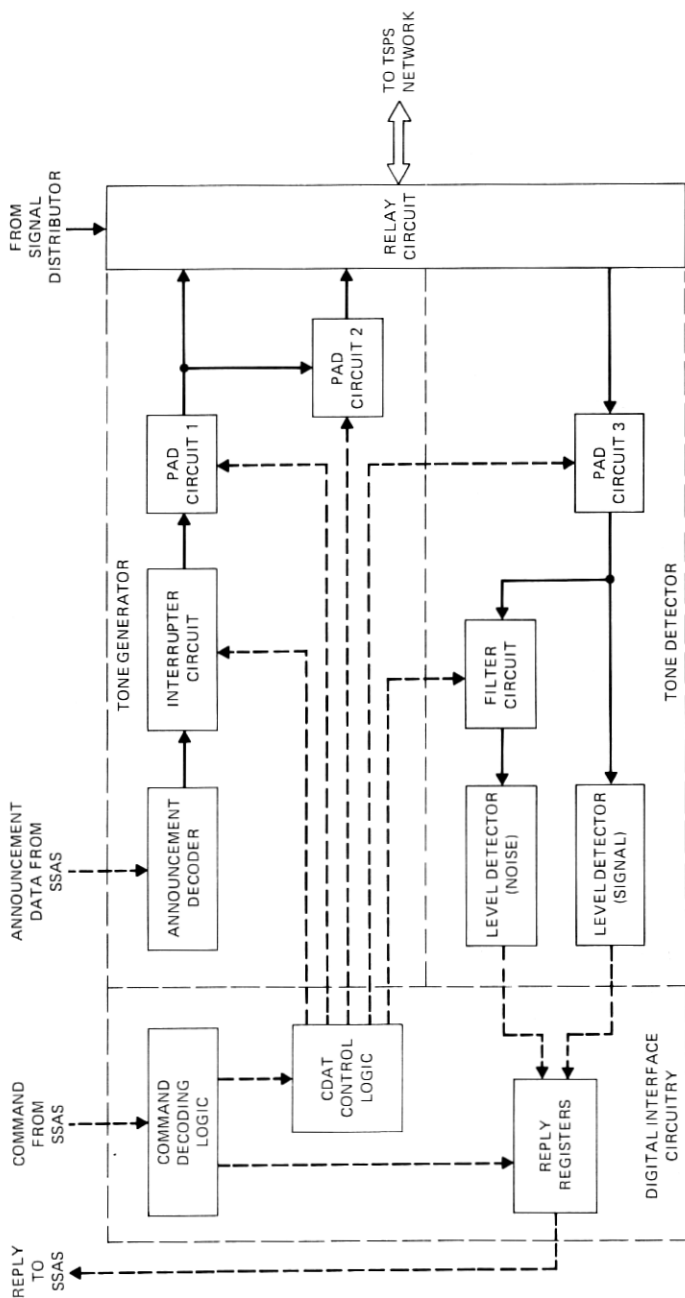 REPLY
TO
SSAS
COMMAND
FROM
SSAS
ANNOUNCEMENT
DATA FROM
SSAS
FROM
SIGNAL
DISTRIBUTOR
COMMAND
DECODING
LOGIC
CDAT
CONTROL
LOGIC
REPLY
REGISTERS
DIGITAL INTERFACE
CIRCUITRY
TONE GENERATOR
ANNOUNCEMENT
DECODER
INTERRUPTER
CIRCUIT
PAD
CIRCUIT 1
PAD
CIRCUIT 2
LEVEL DETECTOR
(NOISE)
FILTER
CIRCUIT
LEVEL DETECTOR
(SIGNAL)
PAD
CIRCUIT 3
TONE DETECTOR
RELAY
CIRCUIT
TO TSPS
NETWORK